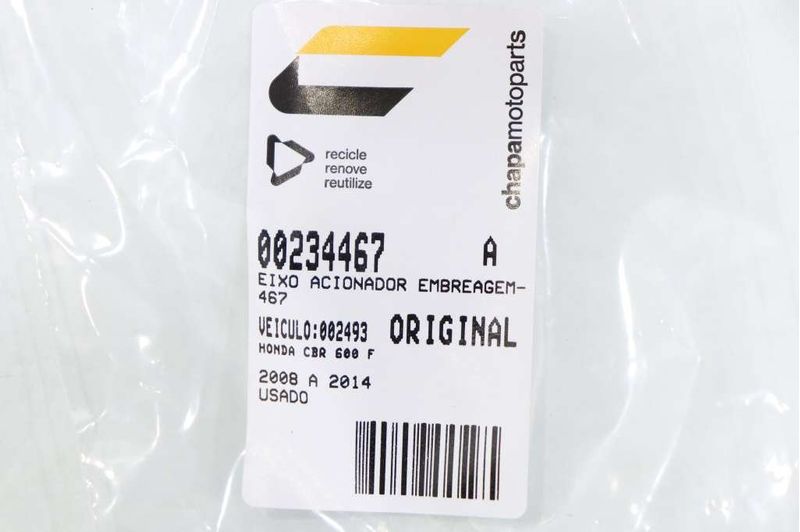 chapamotoparts
recicle
renove
reutilize
00234467 A
EIXO ACIONADOR EMBREAGEM-
467
VEICULO:002493 ORIGINAL
HONDA CBR 600 F
2008 A 2014
USADO